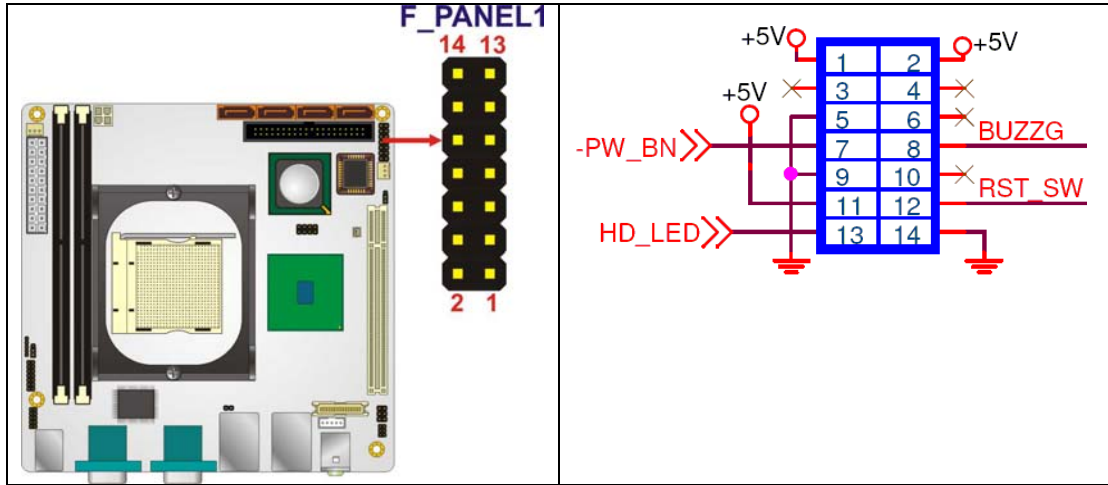 F_PANEL1
14 13
2 1
+5V +5V
1 2
+5V 3 4
5 6
BUZZG
-PW_BN 7 8
9 10
RST_SW
11 12
HD_LED 13 14